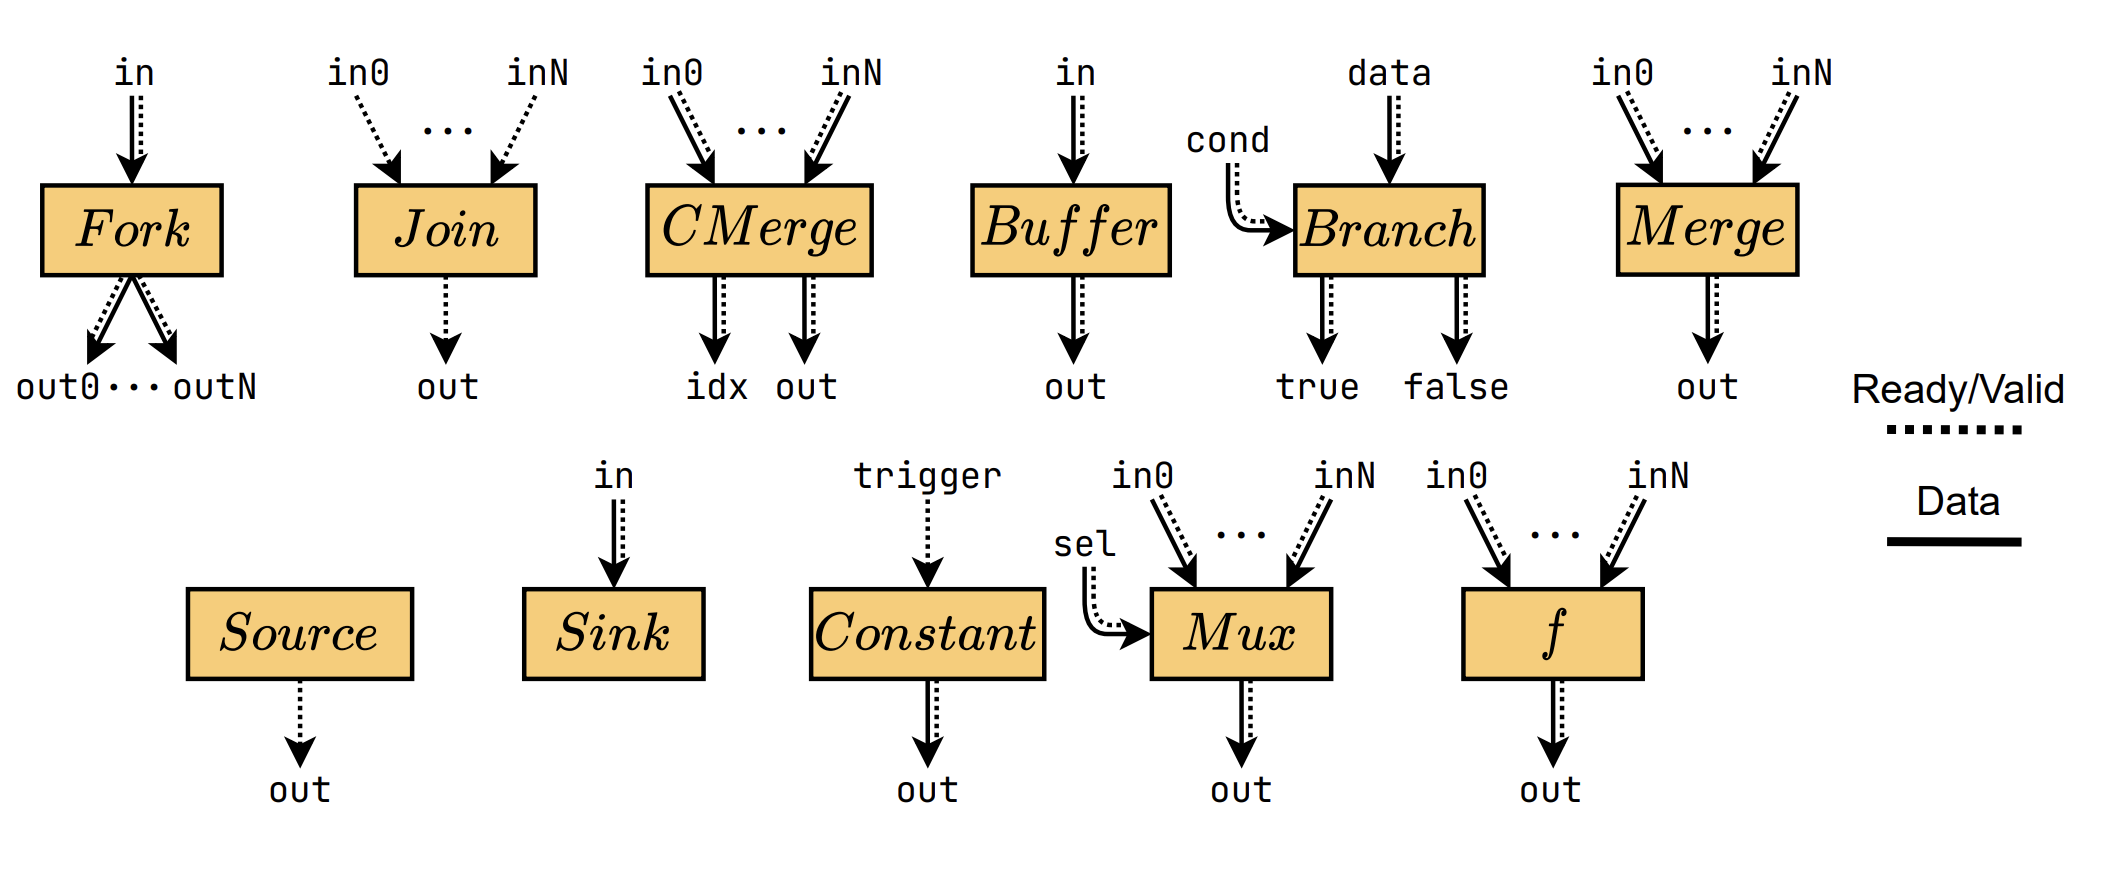 in in0 inN in0 inN in data in0 inN
... ... ...
cond
Fork Join CMerge Buffer Branch Merge
out0...outN out idx out out true false out
Ready/Valid
in trigger in0 inN in0 inN
Data
... ...
sel
Source Sink Constant Mux f
out out out out